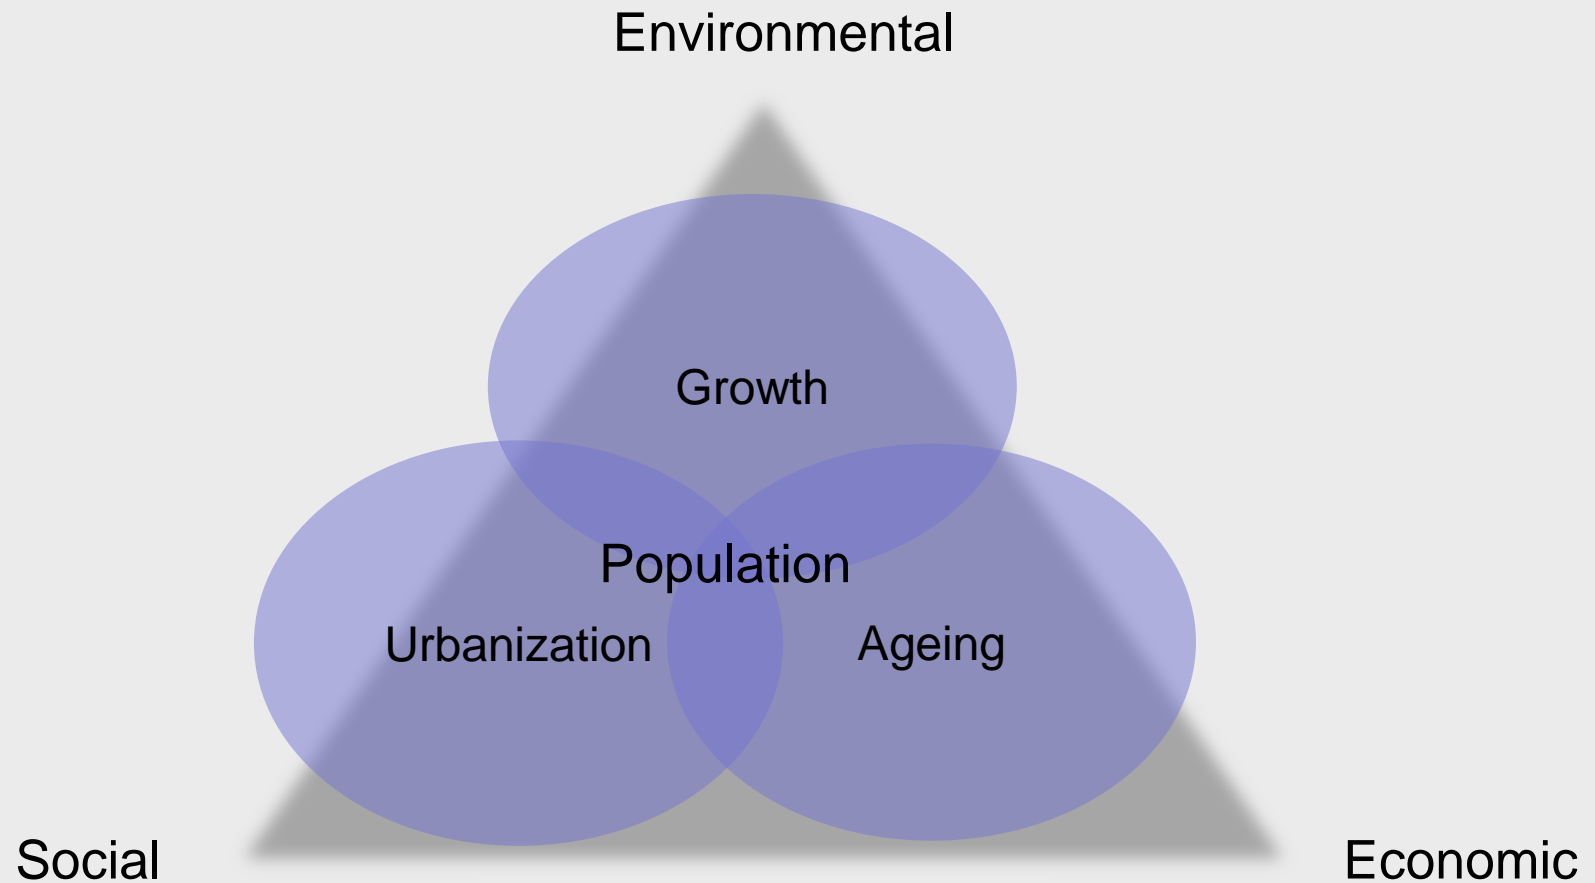 Environmental
Growth
Population
Urbanization
Ageing
Social
Economic